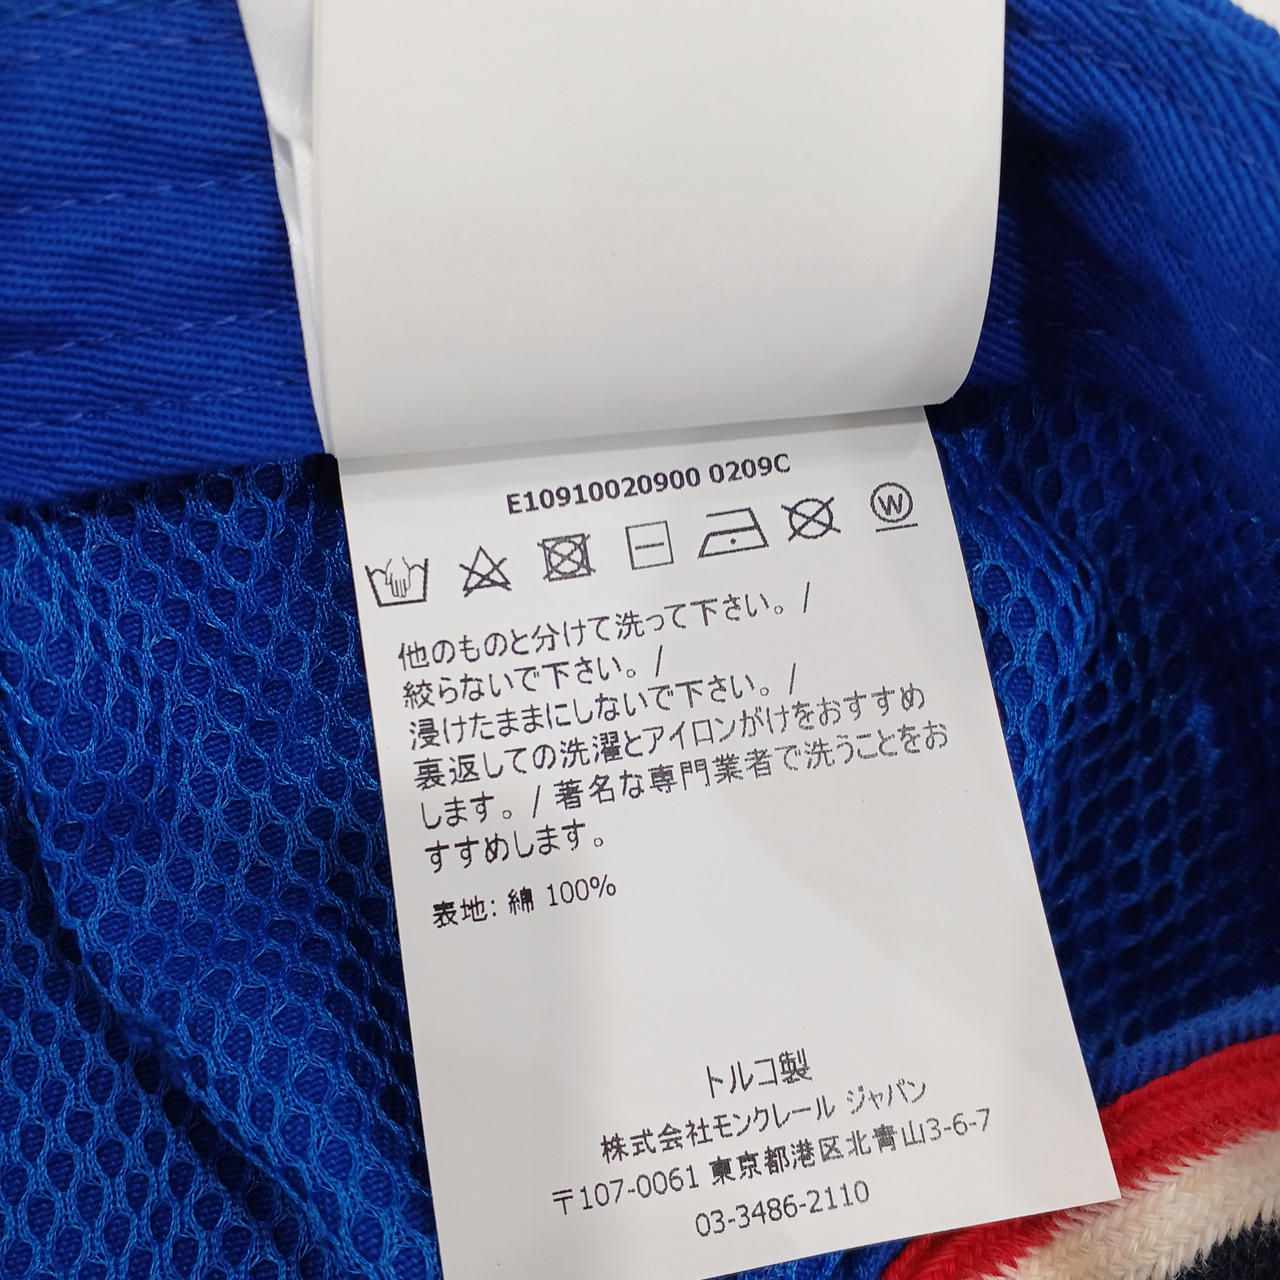 E10910020900 0209C
W
他のものと分けて洗って下さい。/
絞らないで下さい。/
浸けたままにしないで下さい。/
裏返しての洗濯とアイロンがけをおすすめ
します。/ 著名な専門業者で洗うことをお
すすめします。
表地: 綿 100%
トルコ製
株式会社モンクレール ジャパン
〒107-0061 東京都港区北青山3-6-7
03-3486-2110